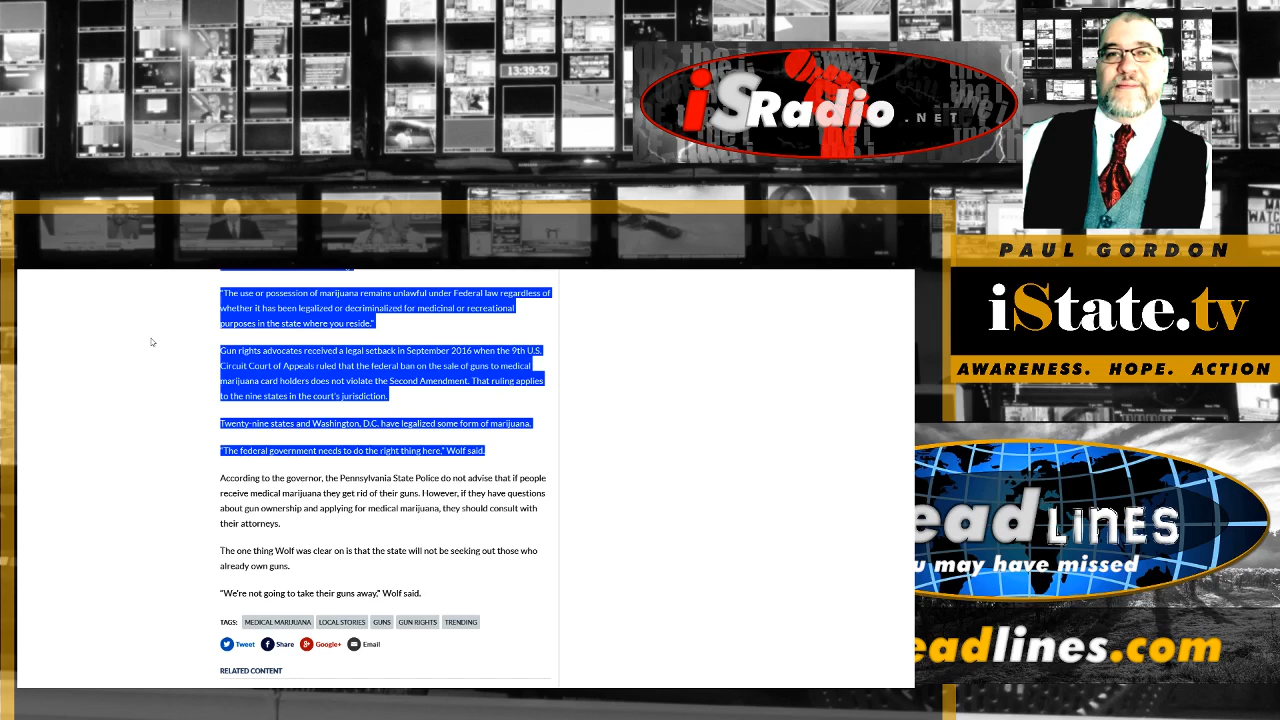 13:39:32
iSRadio
.NET
PAUL GORDON
iState.tv
AWARENESS. HOPE. ACTION
"The use or possession of marijuana remains unlawful under Federal law regardless of
whether it has been legalized or decriminalized for medicinal or recreational
purposes in the state where you reside."
Gun rights advocates received a legal setback in September 2016 when the 9th U.S.
Circuit Court of Appeals ruled that the federal ban on the sale of guns to medical
marijuana card holders does not violate the Second Amendment. That ruling applies
to the nine states in the court's jurisdiction.
Twenty-nine states and Washington, D.C. have legalized some form of marijuana.
"The federal government needs to do the right thing here," Wolf said.
According to the governor, the Pennsylvania State Police do not advise that if people
receive medical marijuana they get rid of their guns. However, if they have questions
about gun ownership and applying for medical marijuana, they should consult with
their attorneys.
The one thing Wolf was clear on is that the state will not be seeking out those who
already own guns.
"We're not going to take their guns away," Wolf said.
TAGS: MEDICAL MARIJUANA LOCAL STORIES GUNS GUN RIGHTS TRENDING
Tweet Share Google+ Email
RELATED CONTENT
ead LINES
u may have missed
eadlines.com